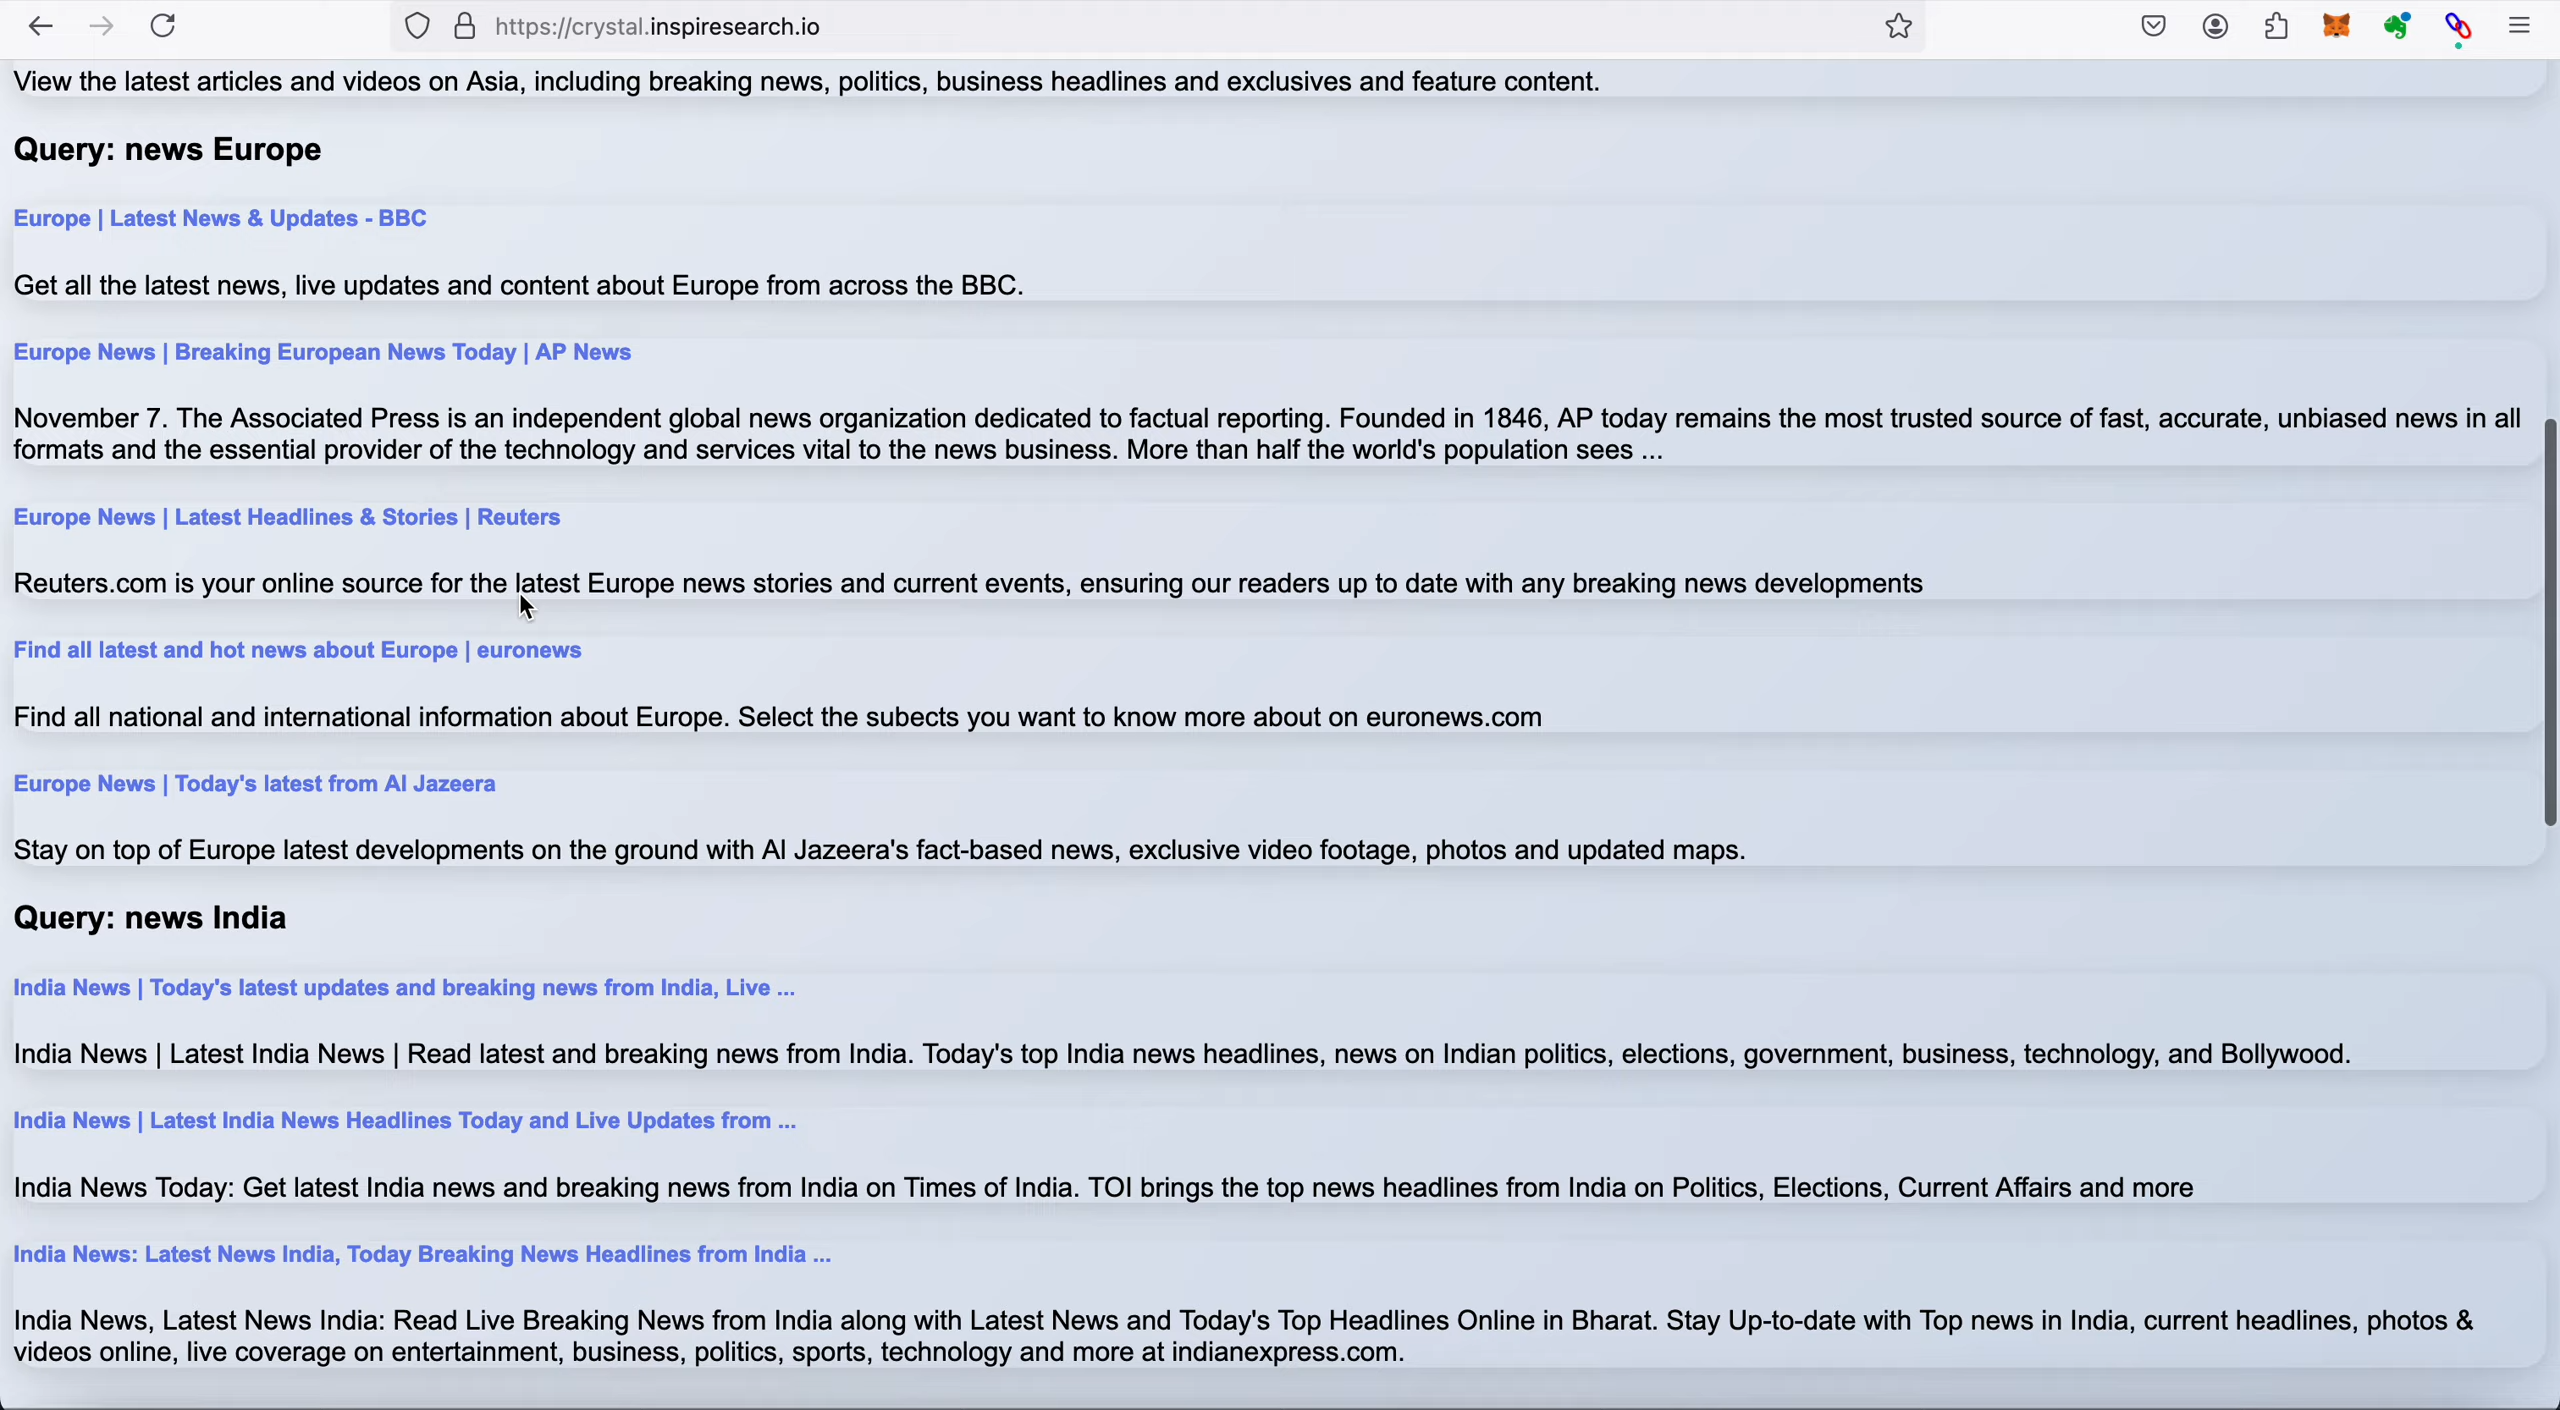 https://crystal.inspiresearch.io
View the latest articles and videos on Asia, including breaking news, politics, business headlines and exclusives and feature content.
Query: news Europe
Europe | Latest News & Updates - BBC
Get all the latest news, live updates and content about Europe from across the BBC.
Europe News | Breaking European News Today | AP News
November 7. The Associated Press is an independent global news organization dedicated to factual reporting. Founded in 1846, AP today remains the most trusted source of fast, accurate, unbiased news in all
formats and the essential provider of the technology and services vital to the news business. More than half the world's population sees ...
Europe News | Latest Headlines & Stories | Reuters
Reuters.com is your online source for the latest Europe news stories and current events, ensuring our readers up to date with any breaking news developments
Find all latest and hot news about Europe | euronews
Find all national and international information about Europe. Select the subects you want to know more about on euronews.com
Europe News | Today's latest from Al Jazeera
Stay on top of Europe latest developments on the ground with Al Jazeera's fact-based news, exclusive video footage, photos and updated maps.
Query: news India
India News | Today's latest updates and breaking news from India, Live ...
India News | Latest India News | Read latest and breaking news from India. Today's top India news headlines, news on Indian politics, elections, government, business, technology, and Bollywood.
India News | Latest India News Headlines Today and Live Updates from ...
India News Today: Get latest India news and breaking news from India on Times of India. TOI brings the top news headlines from India on Politics, Elections, Current Affairs and more
India News: Latest News India, Today Breaking News Headlines from India ...
India News, Latest News India: Read Live Breaking News from India along with Latest News and Today's Top Headlines Online in Bharat. Stay Up-to-date with Top news in India, current headlines, photos &
videos online, live coverage on entertainment, business, politics, sports, technology and more at indianexpress.com.